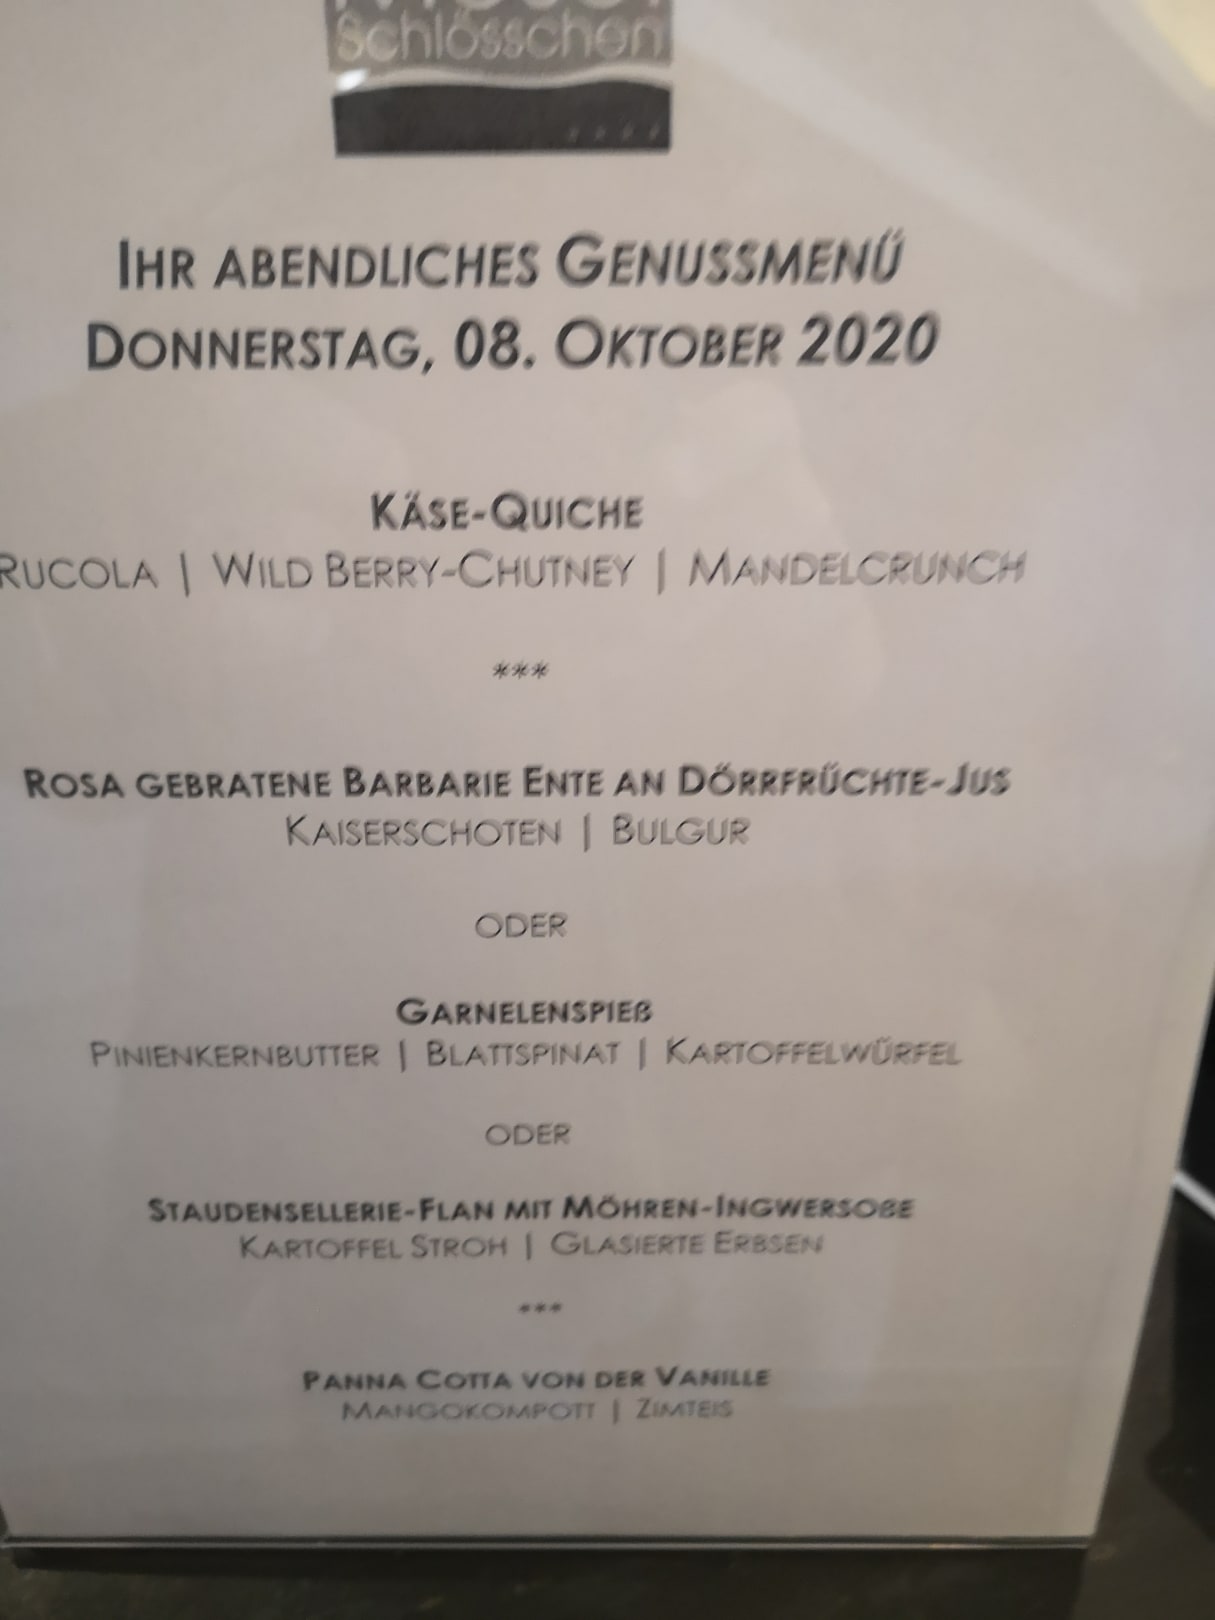 Schlösschen
IHR ABENDLICHES GENUSSMENÜ
DONNERSTAG, 08. OKTOBER 2020
KÄSE-QUICHE
RUCOLA | WILD BERRY-CHUTNEY | MANDELCRUNCH
***
ROSA GEBRATENE BARBARIE ENTE AN DÖRRFRÜCHTE-JUS
KAISERSCHOTEN | BULGUR
ODER
GARNELENSPIEß
PINIENKERNBUTTER | BLATTSPINAT | KARTOFFELWÜRFEL
ODER
STAUDENSELLERIE-FLAN MIT MÖHREN-INGWERSOßE
KARTOFFEL STROH | GLASIERTE ERBSEN
***
PANNA COTTA VON DER VANILLE
MANGOKOMPOTT | ZIMTEIS